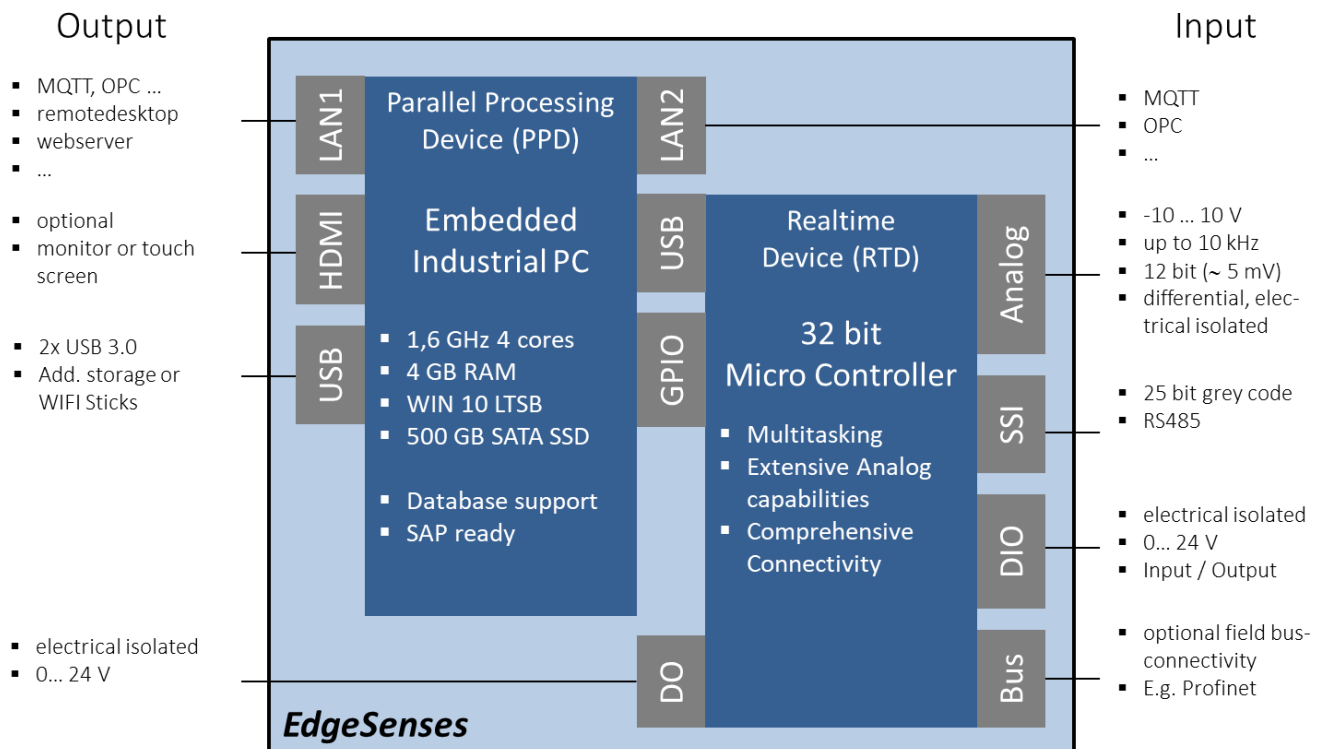 Output
▪ MQTT, OPC ...
▪ remotedesktop
▪ webserver
▪ ...
▪ optional
▪ monitor or touch
screen
▪ 2x USB 3.0
▪ Add. storage or
WIFI Sticks
▪ electrical isolated
▪ 0... 24 V
LAN1
HDMI
USB
Parallel Processing
Device (PPD)
Embedded
Industrial PC
▪ 1,6 GHz 4 cores
▪ 4 GB RAM
▪ WIN 10 LTSB
▪ 500 GB SATA SSD
▪ Database support
▪ SAP ready
LAN2
USB
GPIO
DO
Realtime
Device (RTD)
32 bit
Micro Controller
▪ Multitasking
▪ Extensive Analog
capabilities
▪ Comprehensive
Connectivity
Analog
SSI
DIO
Bus
EdgeSenses
Input
▪ MQTT
▪ OPC
▪ ...
▪ -10 ... 10 V
▪ up to 10 kHz
▪ 12 bit (~ 5 mV)
▪ differential, elec-
trical isolated
▪ 25 bit grey code
▪ RS485
▪ electrical isolated
▪ 0... 24 V
▪ Input / Output
▪ optional field bus-
connectivity
▪ E.g. Profinet